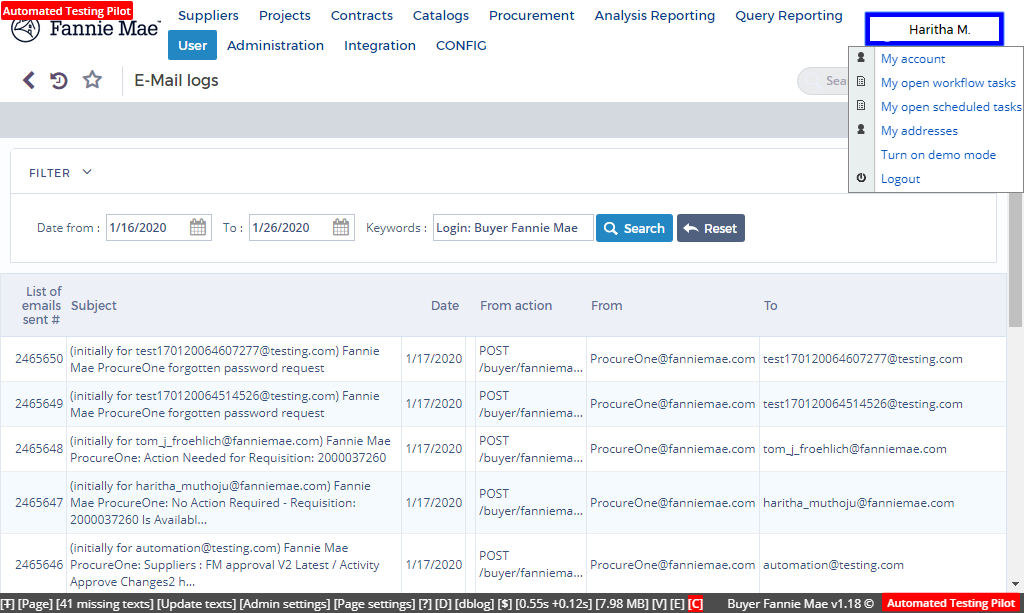 Automated Testing Pilot
Fannie Mae
Suppliers Projects Contracts Catalogs Procurement Analysis Reporting Query Reporting
User Administration Integration CONFIG
Haritha M.
My account
My open workflow tasks
My open scheduled tasks
My addresses
Turn on demo mode
Logout
E-Mail logs
Sea
FILTER
Date from : 1/16/2020 To : 1/26/2020 Keywords : Login: Buyer Fannie Mae Search Reset
List of emails sent # Subject Date From action From To
2465650 (initially for test170120064607277@testing.com) Fannie 1/17/2020 POST ProcureOne@fanniemae.com test170120064607277@testing.com
Mae ProcureOne forgotten password request /buyer/fanniema...
2465649 (initially for test170120064514526@testing.com) Fannie 1/17/2020 POST ProcureOne@fanniemae.com test170120064514526@testing.com
Mae ProcureOne forgotten password request /buyer/fanniema...
2465648 (initially for tom_j_froehlich@fanniemae.com) Fannie Mae 1/17/2020 POST ProcureOne@fanniemae.com tom_j_froehlich@fanniemae.com
ProcureOne: Action Needed for Requisition: 2000037260 /buyer/fanniema...
2465647 (initially for haritha_muthoju@fanniemae.com) Fannie 1/17/2020 POST ProcureOne@fanniemae.com haritha_muthoju@fanniemae.com
Mae ProcureOne: No Action Required - Requisition: /buyer/fanniema...
2000037260 Is Availabl...
2465646 (initially for automation@testing.com) Fannie Mae 1/17/2020 POST ProcureOne@fanniemae.com automation@testing.com
ProcureOne: Suppliers : FM approval V2 Latest / Activity /buyer/fanniema...
Approve Changes2 h...
[Ŧ] [Page] [41 missing texts] [Update texts] [Admin settings] [Page settings] [?] [D] [dblog] [$] [0.55s +0.12s] [7.98 MB] [V] [E] [C] Buyer Fannie Mae v1.18 © Automated Testing Pilot